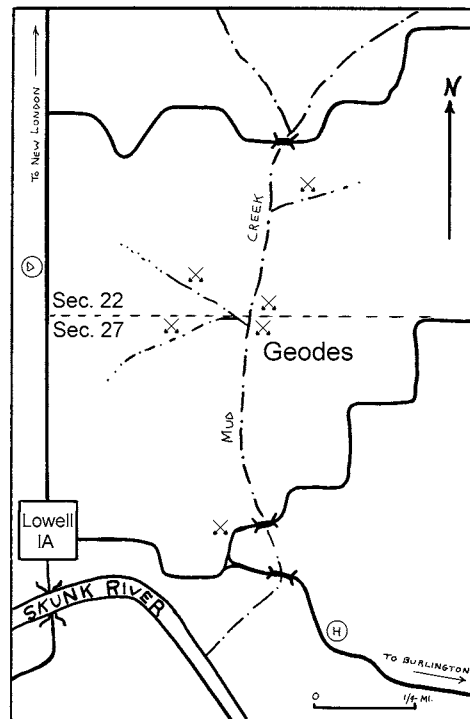 TO NEW LONDON
N
CREEK
D
Sec. 22
Sec. 27
Geodes
MUD
Lowell
IA
SKUNK RIVER
H
TO BURLINGTON
0 1/4 MI.